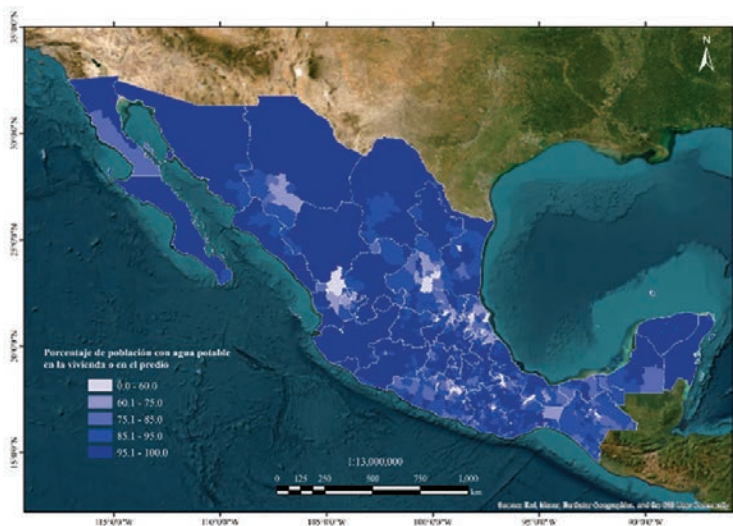 35°0'0"N
30°0'0"N
25°0'0"N
20°0'0"N
15°0'0"N
N
Porcentaje de población con agua potable
en la vivienda o en el predio
0.0 - 60.0
60.1 - 75.0
75.1 - 85.0
85.1 - 95.0
95.1 - 100.0
1:13,000,000
0 125 250 500 750 1,000
km
115°0'0"W 110°0'0"W 105°0'0"W 100°0'0"W 95°0'0"W 90°0'0"W